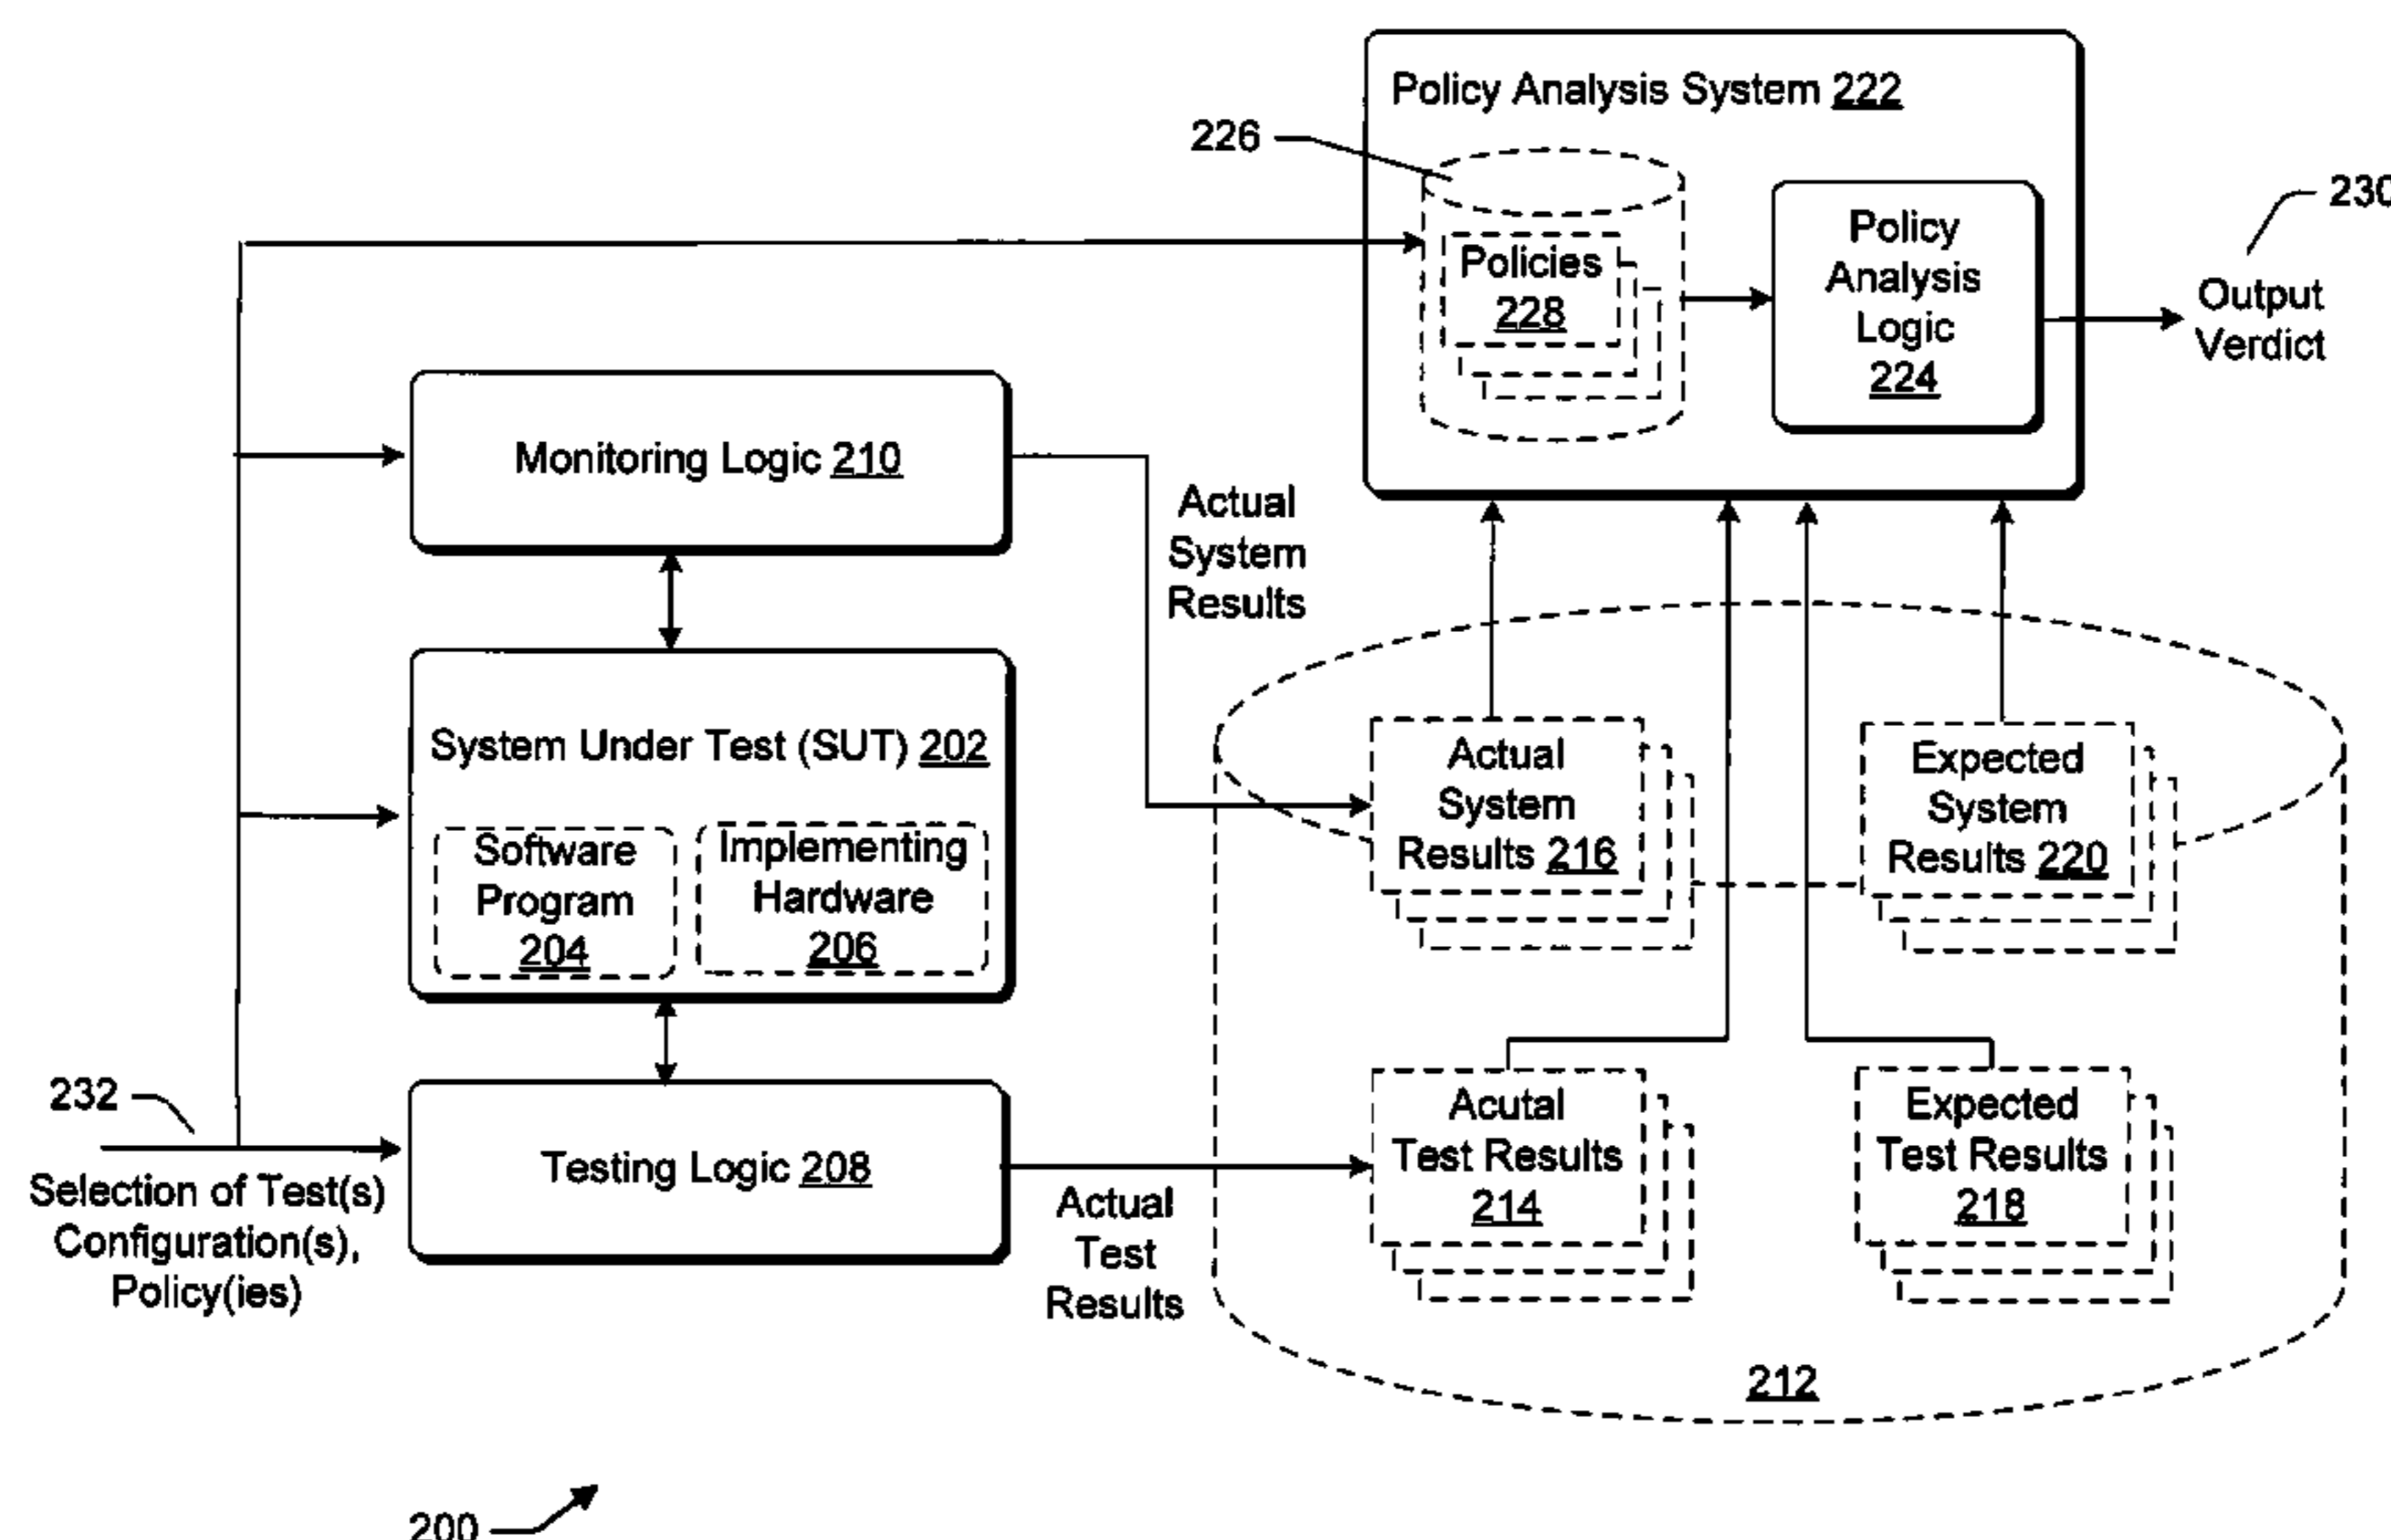 Policy Analysis System 222
226
230
Policies
228
Policy
Analysis
Logic
224
Output
Verdict
Monitoring Logic 210
Actual
System
Results
System Under Test (SUT) 202
Software
Program
204
Implementing
Hardware
206
Actual
System
Results 216
Expected
System
Results 220
232
Selection of Test(s)
Configuration(s),
Policy(ies)
Testing Logic 208
Actual
Test
Results
Acutal
Test Results
214
Expected
Test Results
218
212
200